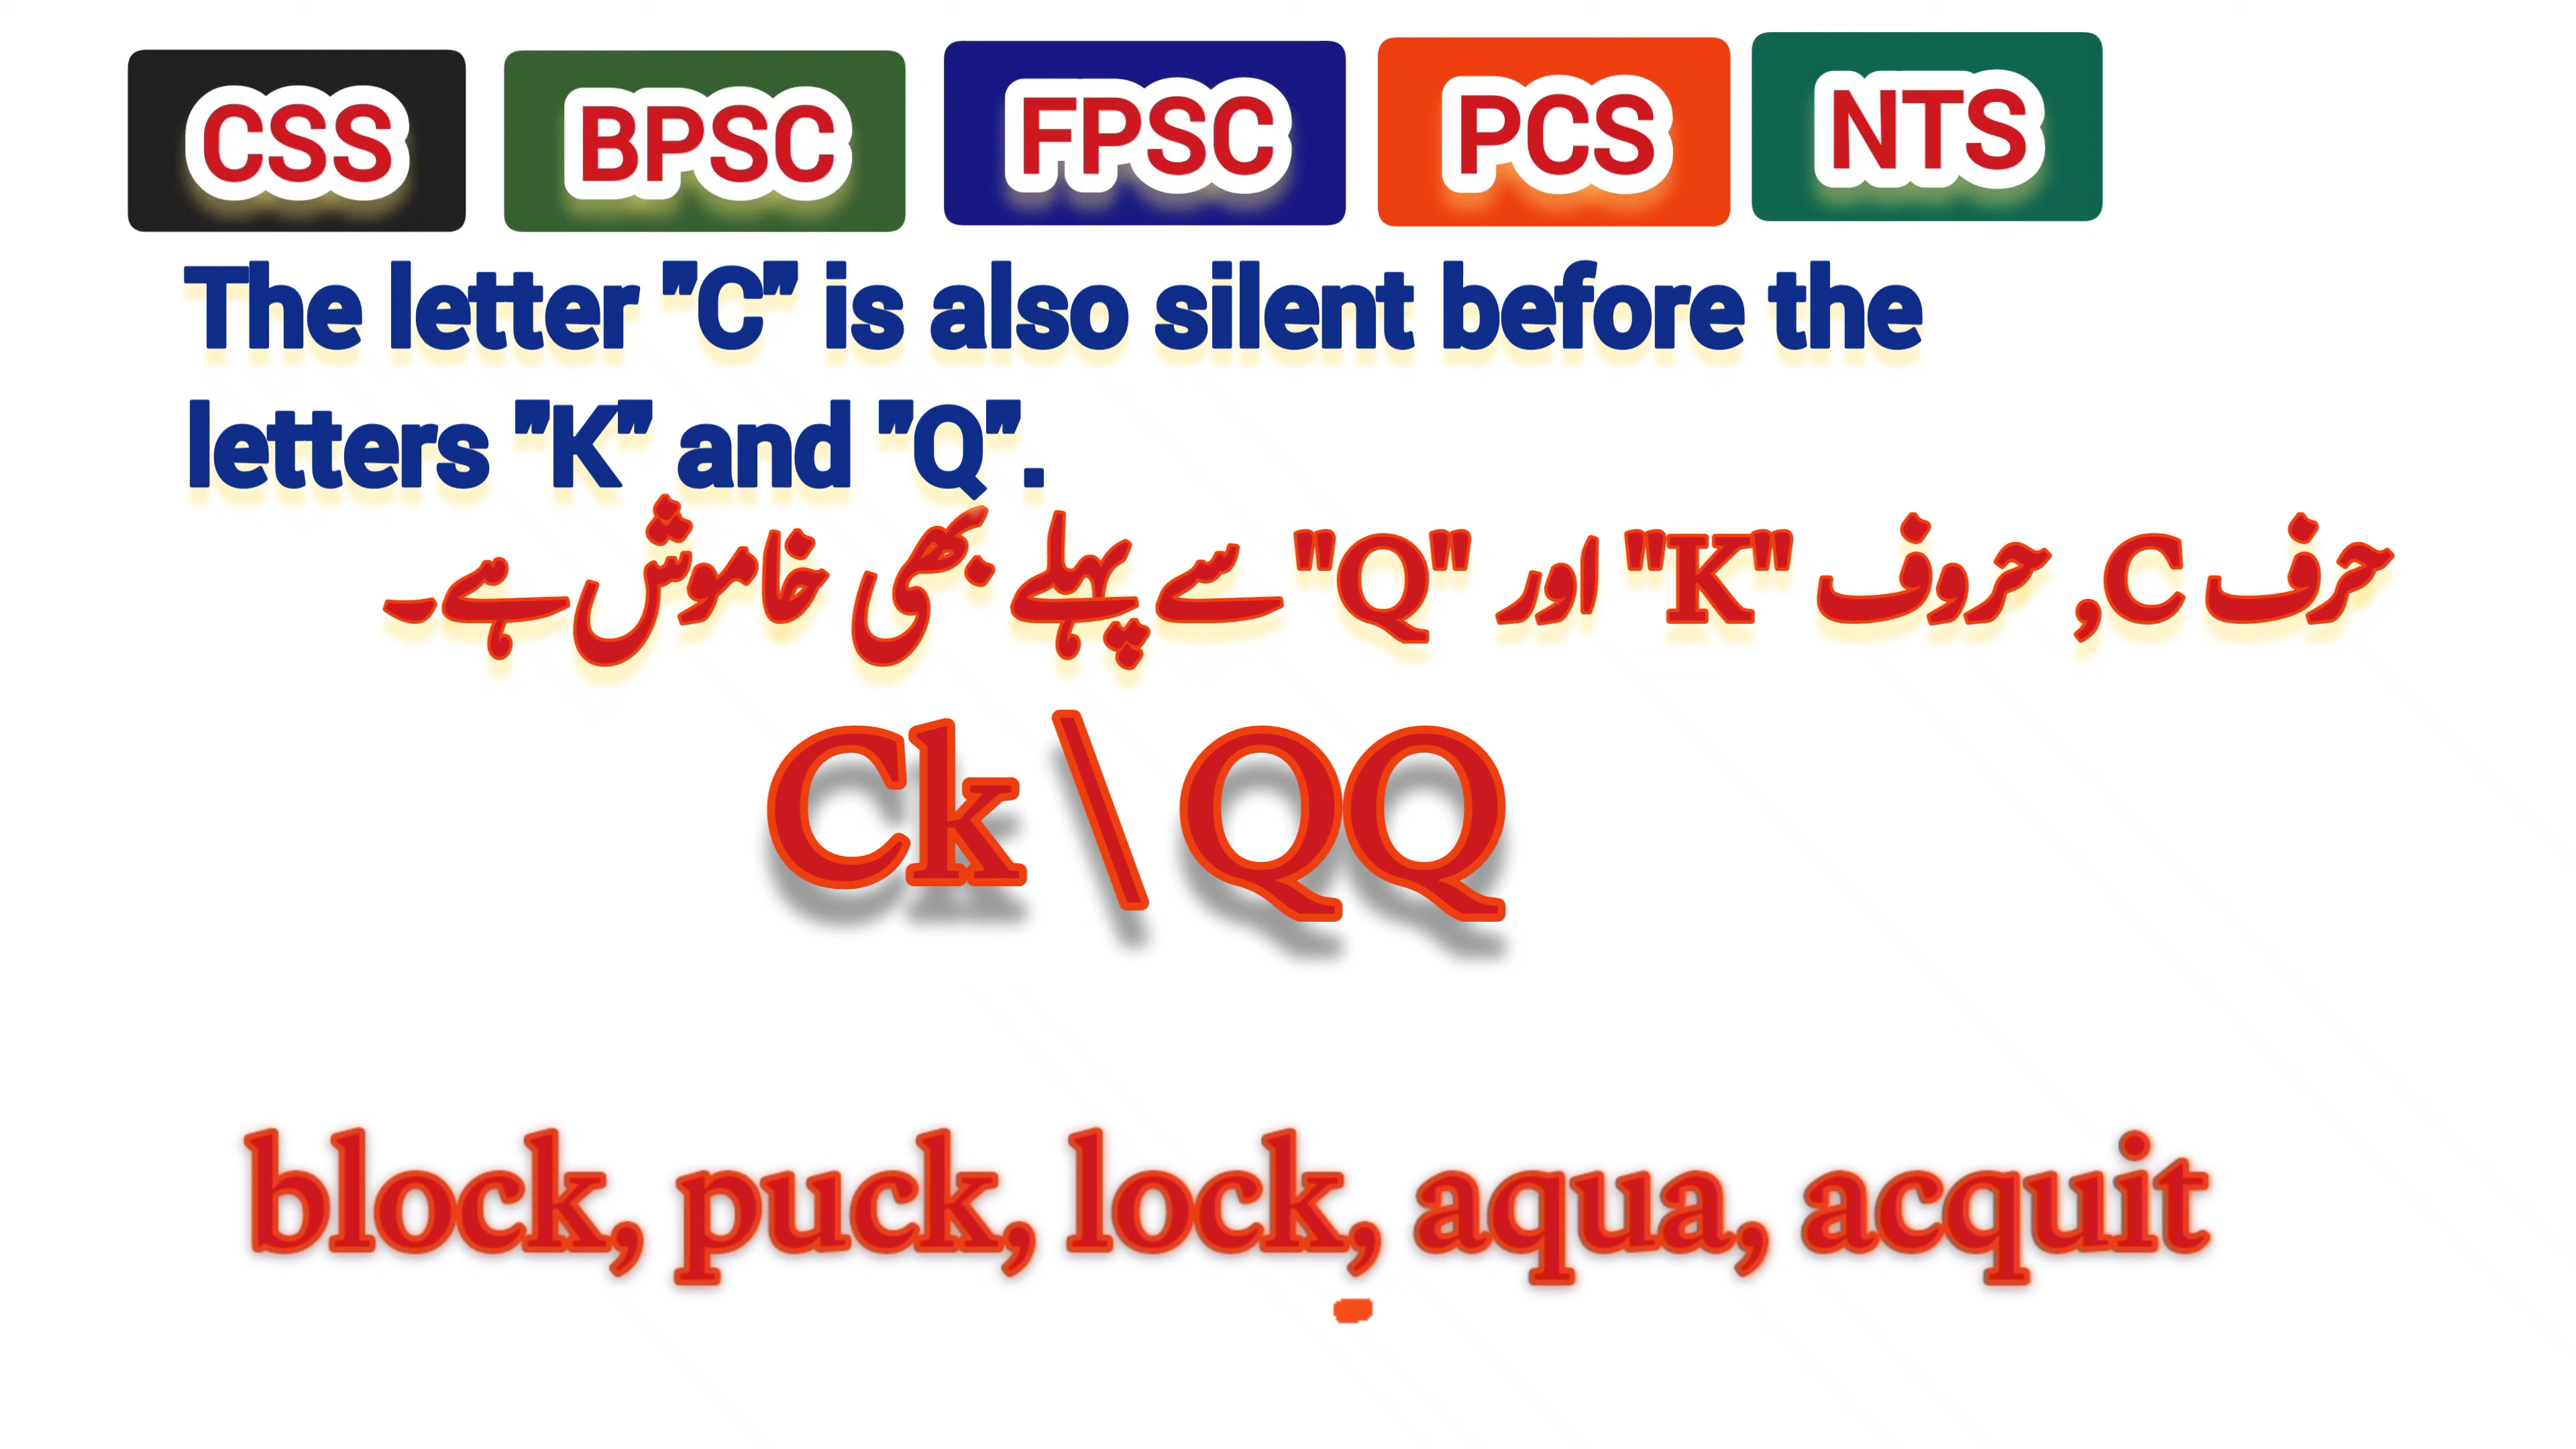 CSS BPSC FPSC PCS NTS
The letter "C" is also silent before the
letters "K" and "Q".
حرف C, حروف "K" اور "Q" سے پہلے بھی خاموش ہے۔
Ck \ QQ
block, puck, lock, aqua, acquit